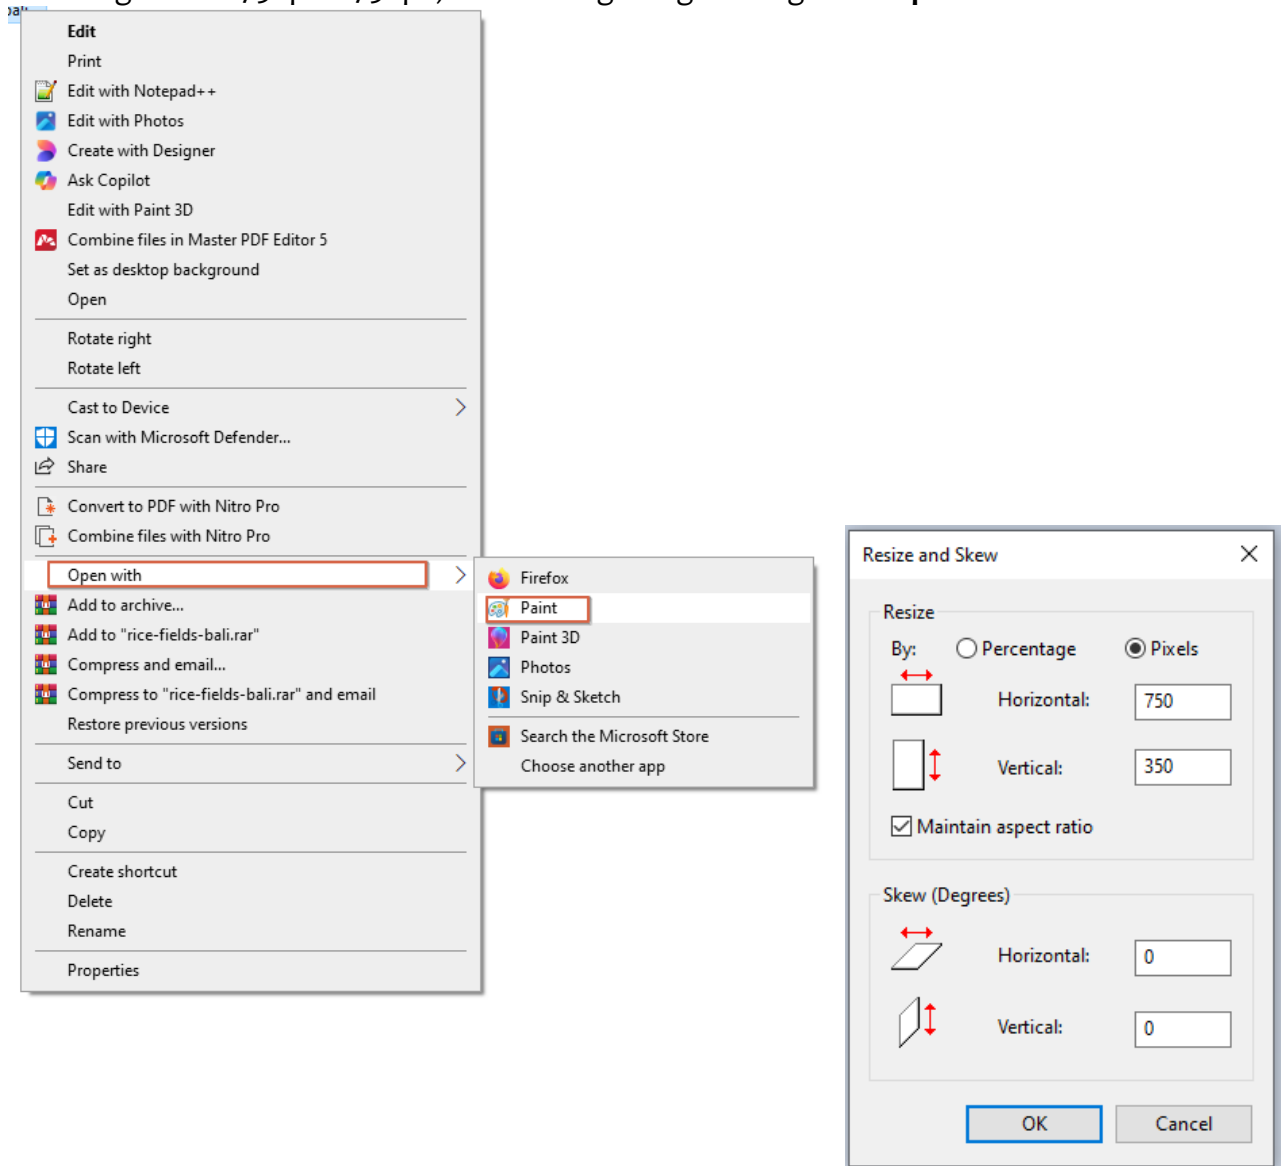 Edit
Print
Edit with Notepad++
Edit with Photos
Create with Designer
Ask Copilot
Edit with Paint 3D
Combine files in Master PDF Editor 5
Set as desktop background
Open
Rotate right
Rotate left
Cast to Device
Scan with Microsoft Defender...
Share
Convert to PDF with Nitro Pro
Combine files with Nitro Pro
Open with
Add to archive...
Add to "rice-fields-bali.rar"
Compress and email...
Compress to "rice-fields-bali.rar" and email
Restore previous versions
Send to
Cut
Copy
Create shortcut
Delete
Rename
Properties
Firefox
Paint
Paint 3D
Photos
Snip & Sketch
Search the Microsoft Store
Choose another app
Resize and Skew
Resize
By: Percentage Pixels
Horizontal: 750
Vertical: 350
Maintain aspect ratio
Skew (Degrees)
Horizontal: 0
Vertical: 0
OK Cancel